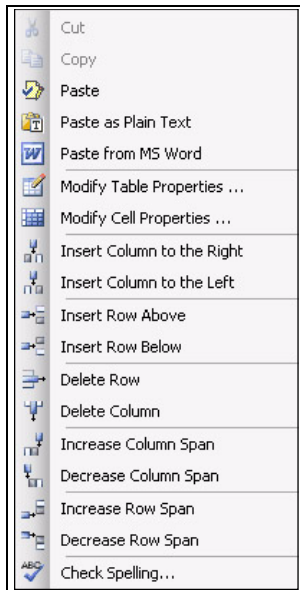 Cut
Copy
Paste
Paste as Plain Text
Paste from MS Word
Modify Table Properties ...
Modify Cell Properties ...
Insert Column to the Right
Insert Column to the Left
Insert Row Above
Insert Row Below
Delete Row
Delete Column
Increase Column Span
Decrease Column Span
Increase Row Span
Decrease Row Span
Check Spelling...